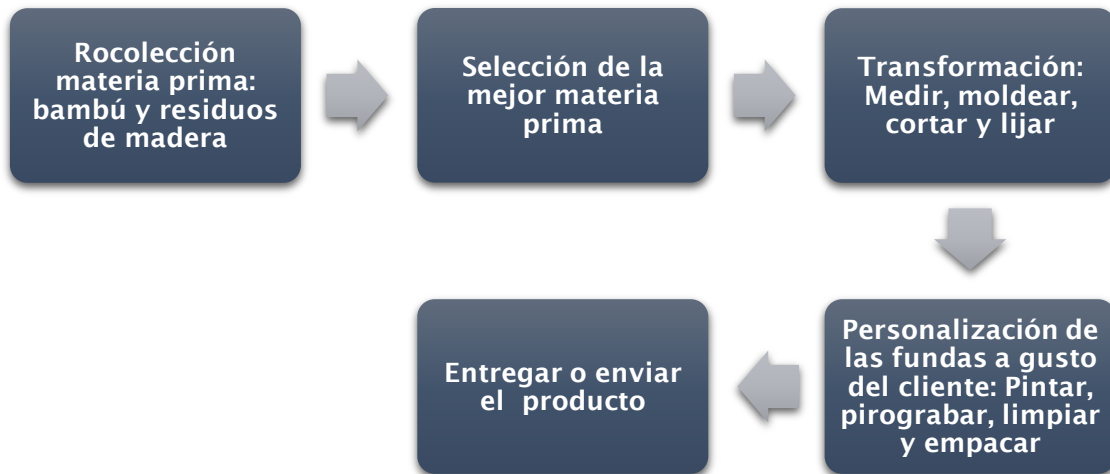 Rocolección
materia prima:
bambú y residuos
de madera
Selección de la
mejor materia
prima
Transformación:
Medir, moldear,
cortar y lijar
Personalización de
las fundas a gusto
del cliente: Pintar,
pirograbar, limpiar
y empacar
Entregar o enviar
el producto